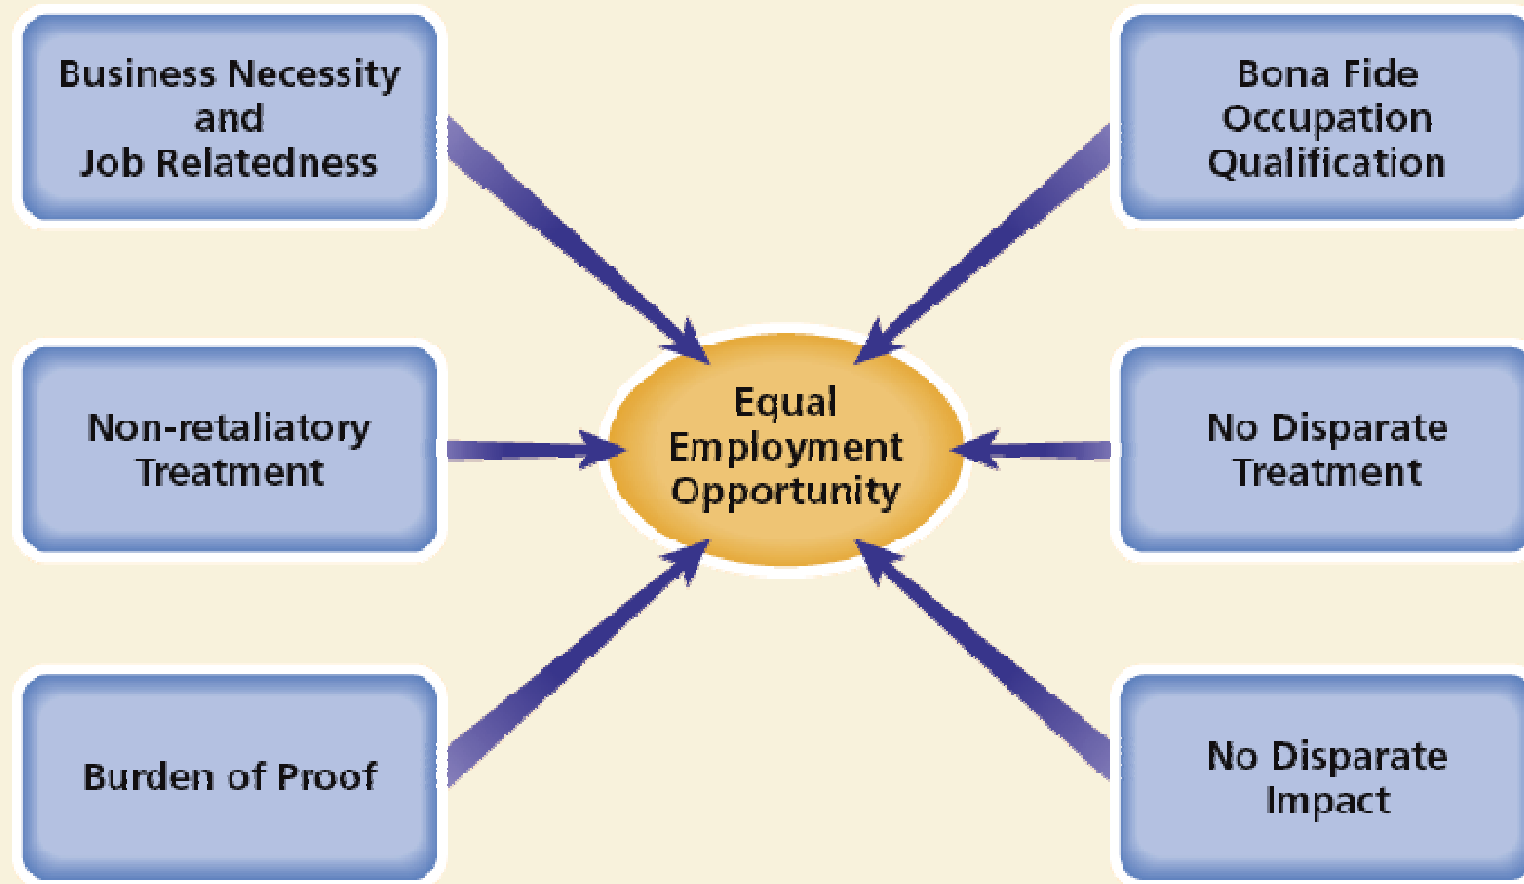 Business Necessity
and
Job Relatedness
Bona Fide
Occupation
Qualification
Non-retaliatory
Treatment
Equal
Employment
Opportunity
No Disparate
Treatment
Burden of Proof
No Disparate
Impact